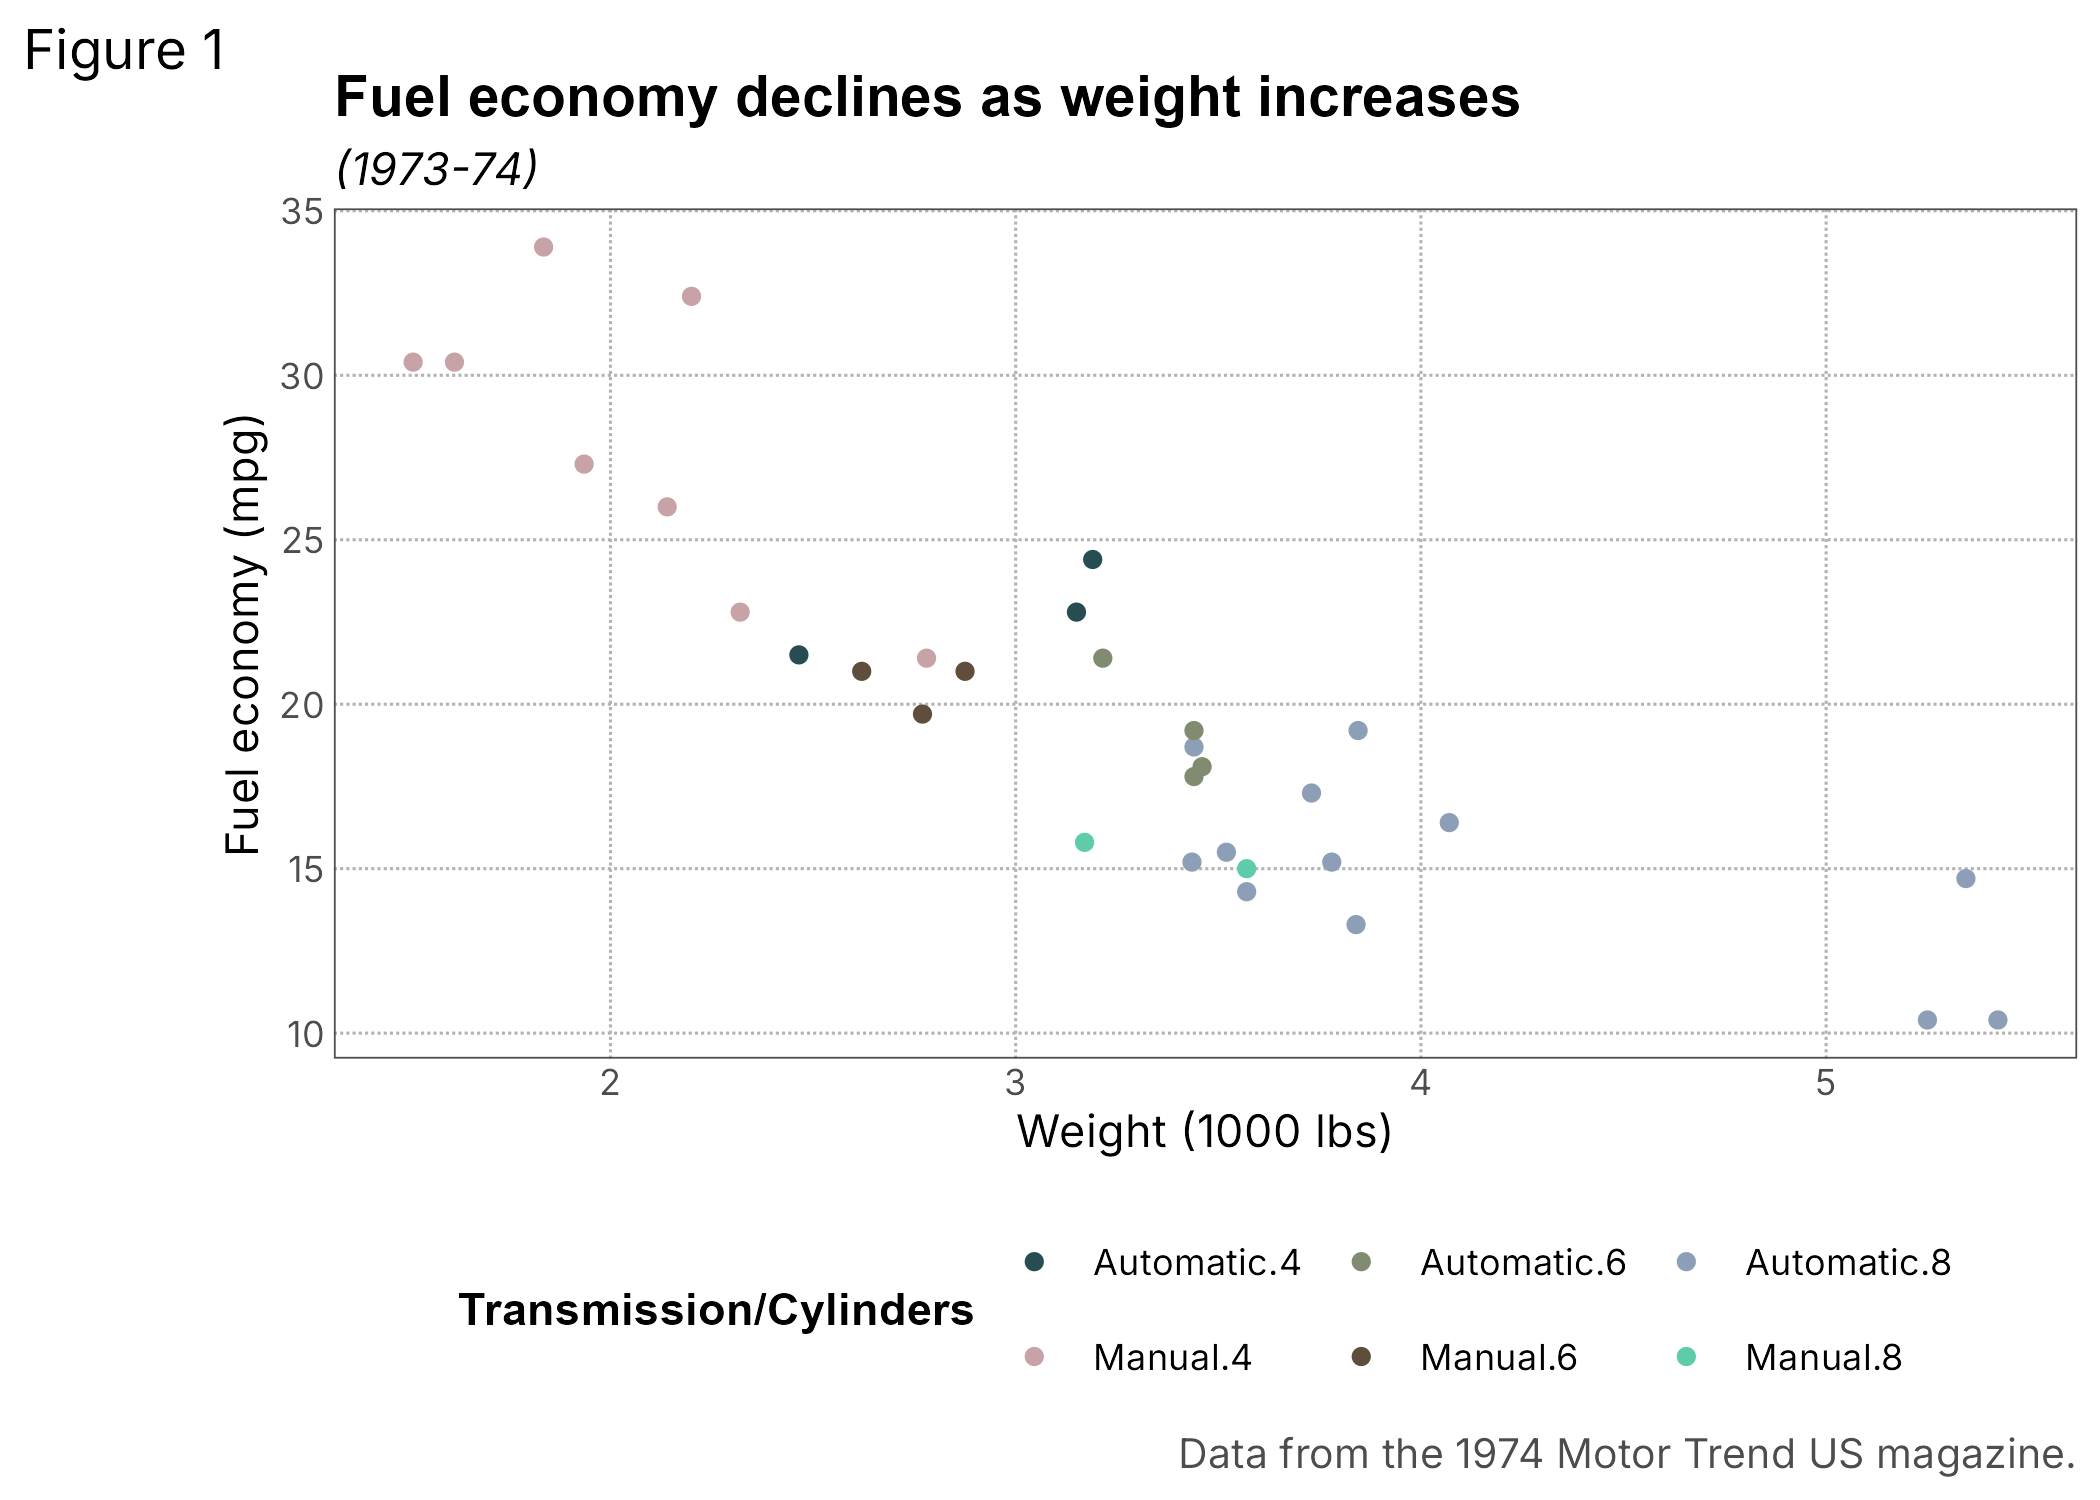 Figure 1
Fuel economy declines as weight increases
(1973-74)
35
30
25
20
15
10
Fuel economy (mpg)
2 3 4 5
Weight (1000 lbs)
Transmission/Cylinders
Automatic.4 Automatic.6 Automatic.8
Manual.4 Manual.6 Manual.8
Data from the 1974 Motor Trend US magazine.